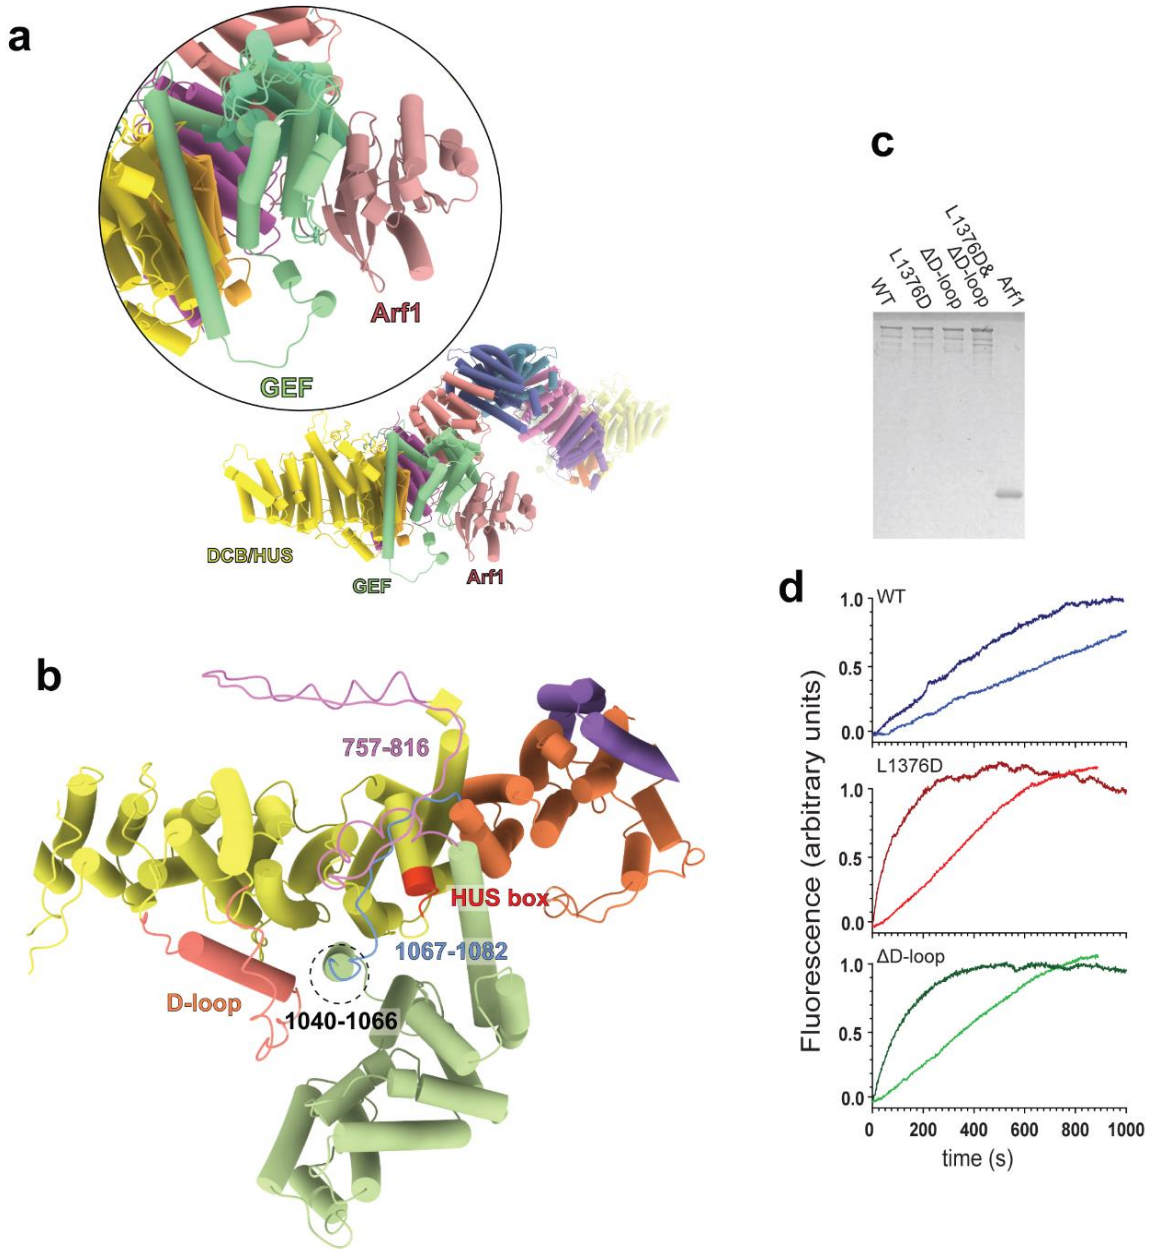 a
Arf1
GEF
DCB/HUS
GEF
Arf1
b
757-816
HUS box
1067-1082
D-loop
1040-1066
c
WT
L1376D
ΔD-loop
L1376D&
ΔD-loop
Arf1
d
Fluorescence (arbitrary units)
WT
1.0
0.5
0.0
L1376D
1.0
0.5
0.0
ΔD-loop
1.0
0.5
0.0
0 200 400 600 800 1000
time (s)